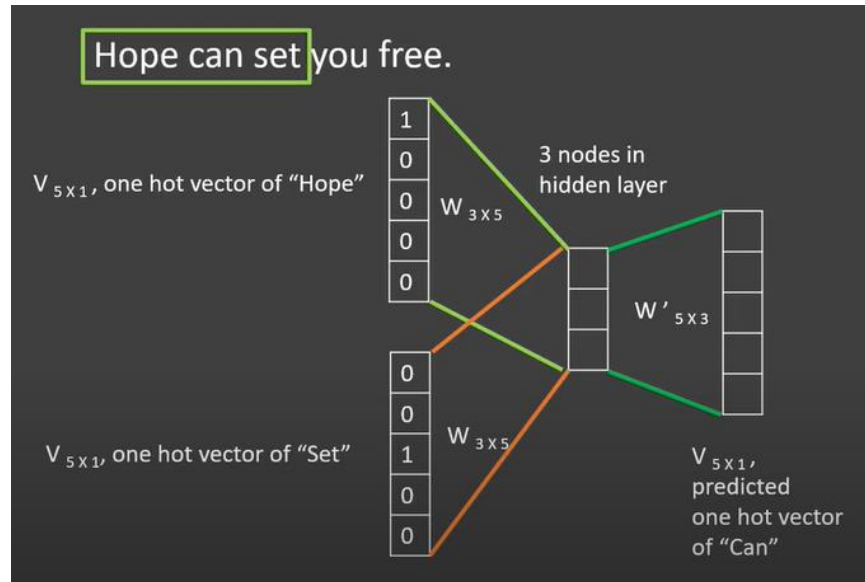 Hope can set you free.
V 5 X 1 , one hot vector of “Hope”
1
0
0
0
0
W 3 X 5
3 nodes in
hidden layer
W ’ 5 X 3
V 5 X 1, one hot vector of “Set”
0
0
1
0
0
W 3 X 5
V 5 X 1 ,
predicted
one hot vector
of “Can”